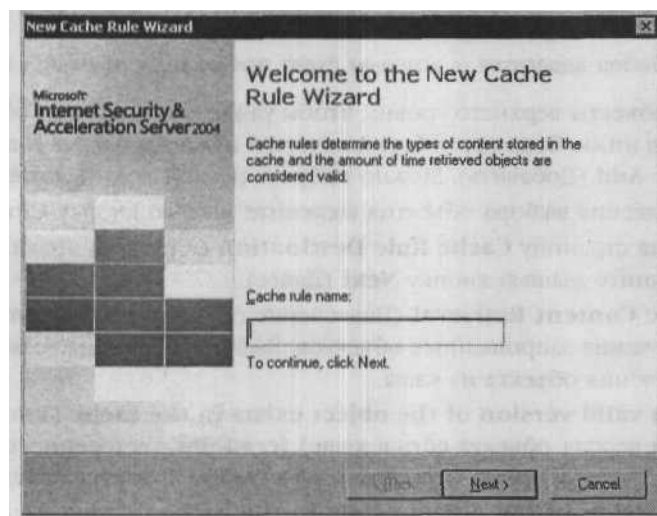 New Cache Rule Wizard
Microsoft
Internet Security &
Acceleration Server 2004
Welcome to the New Cache
Rule Wizard
Cache rules determine the types of content stored in the
cache and the amount of time retrieved objects are
considered valid.
Cache rule name:
To continue, click Next.
Next >
Cancel